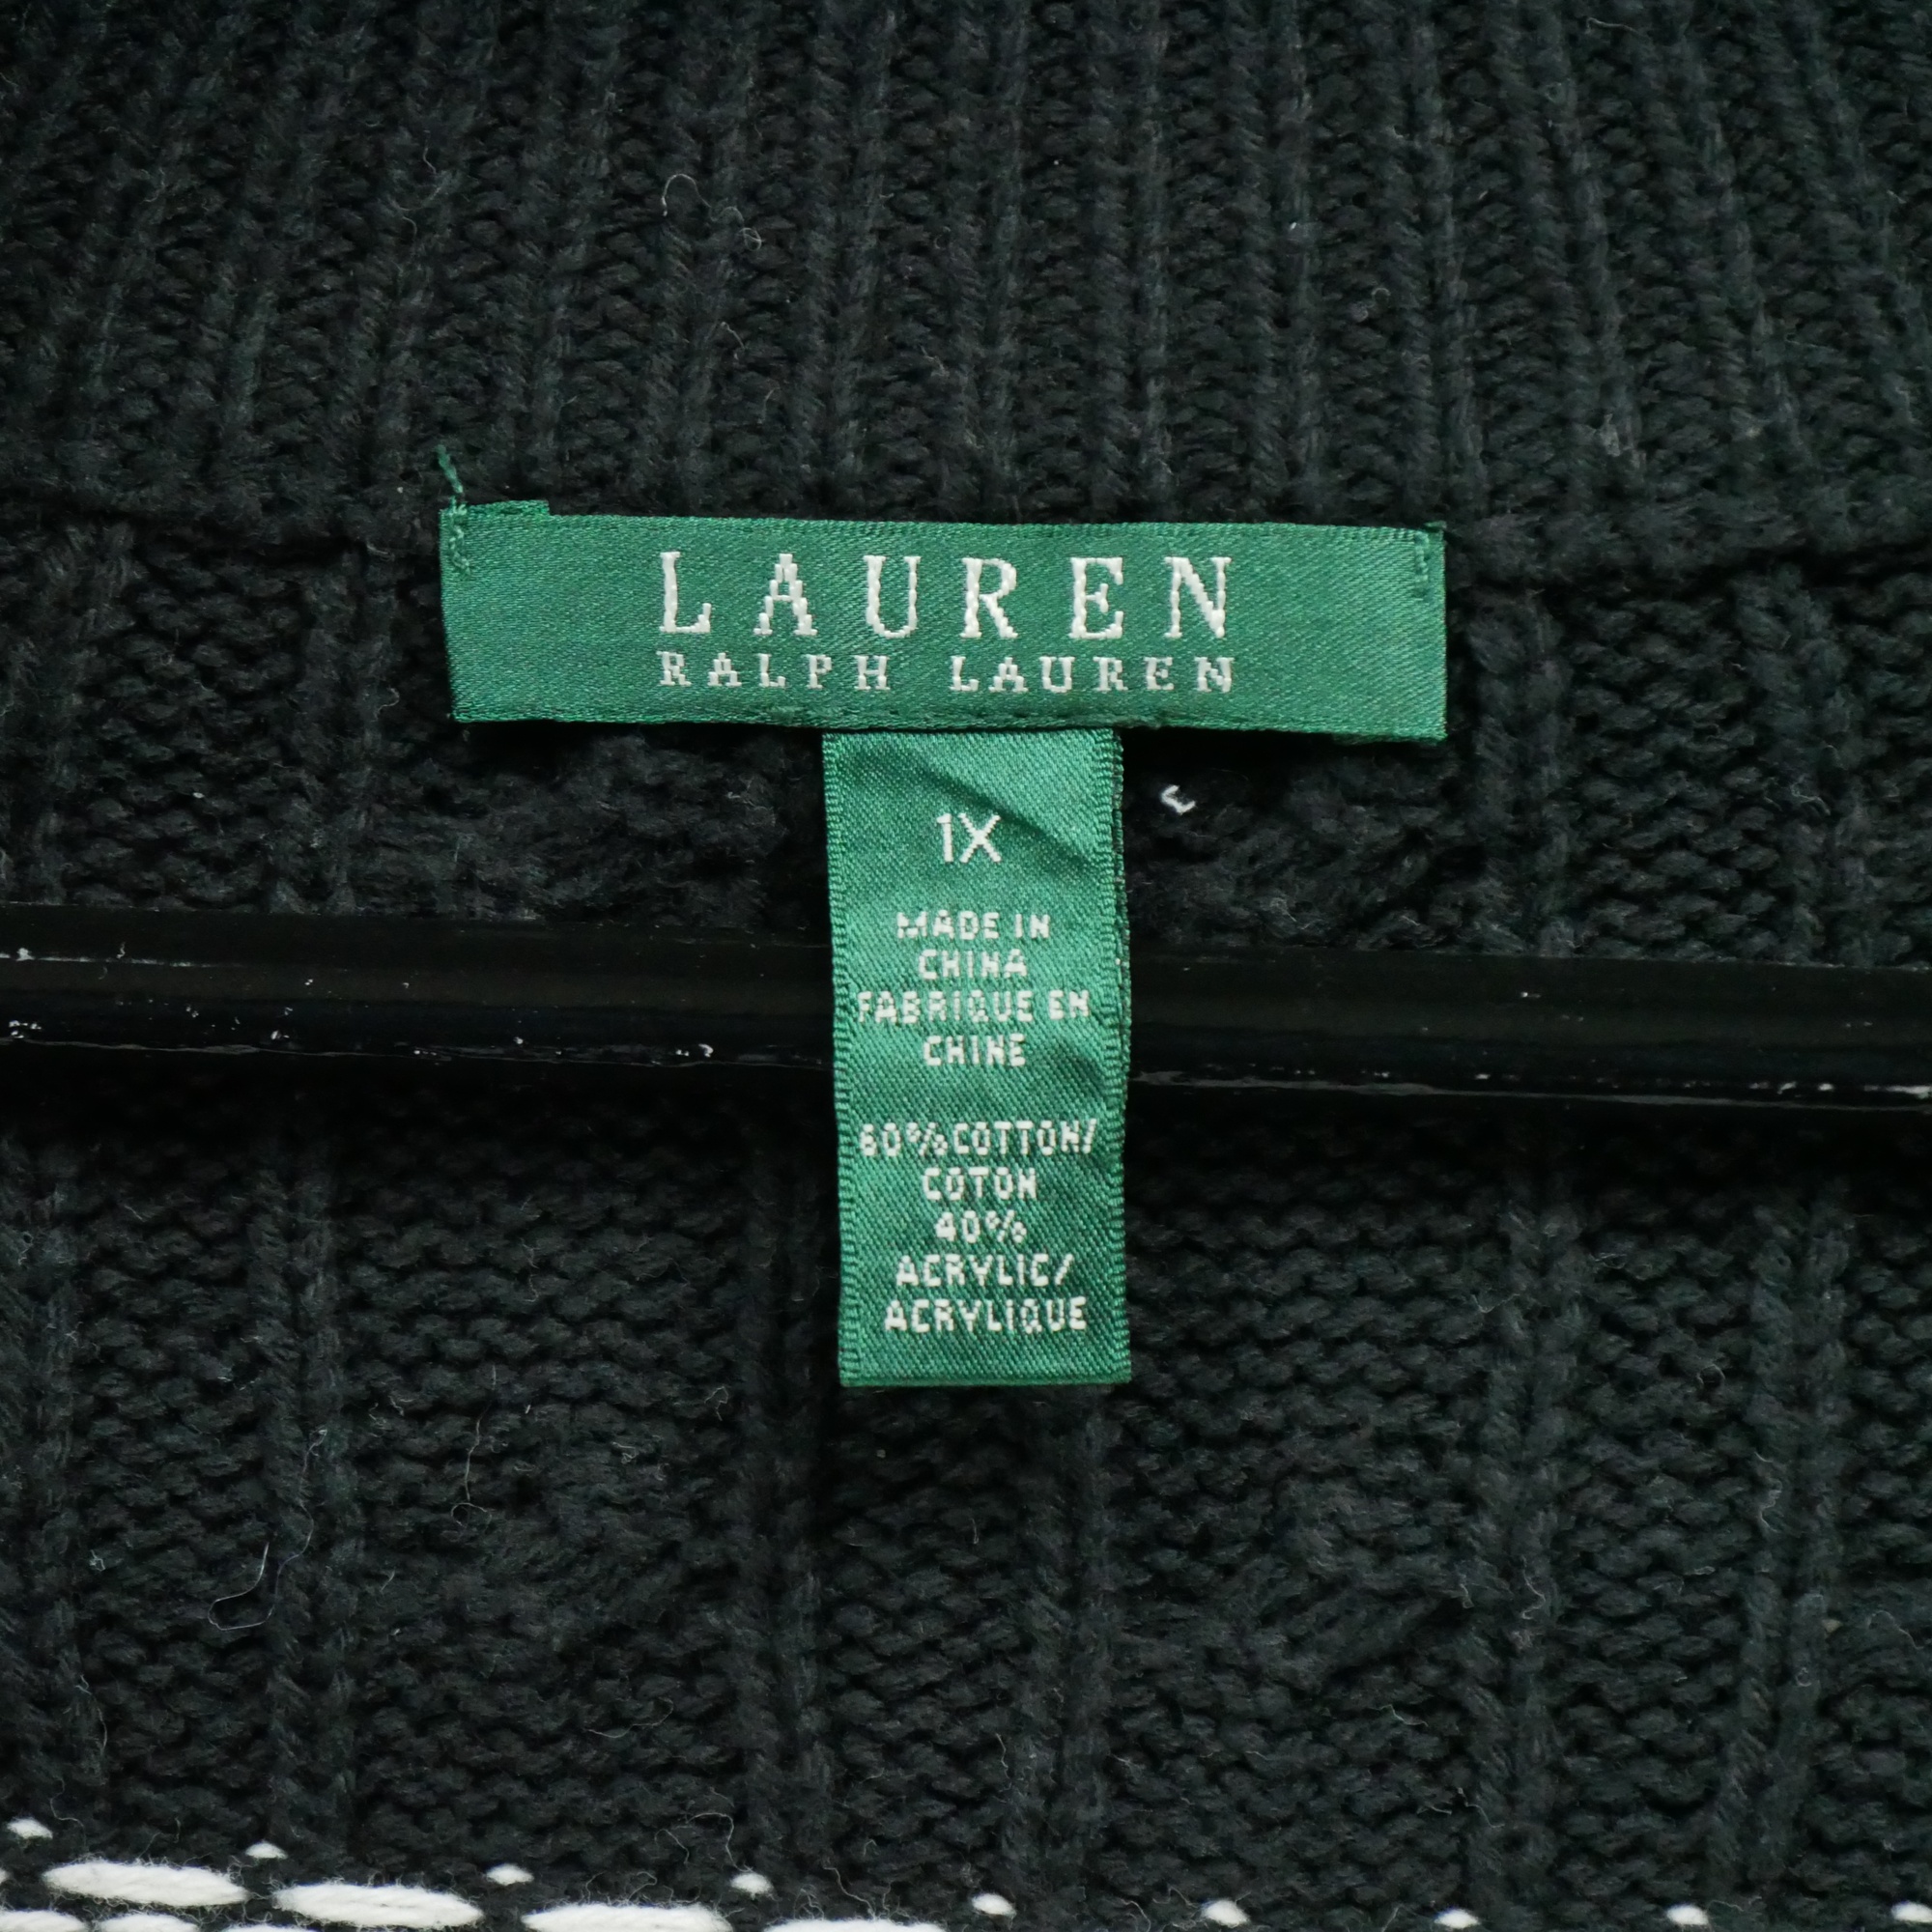 LAUREN
RALPH LAUREN
1X
MADE IN
CHINA
FABRIQUE EN
CHINE
60% COTTON/
COTON
40%
ACRYLIC/
ACRYLIQUE